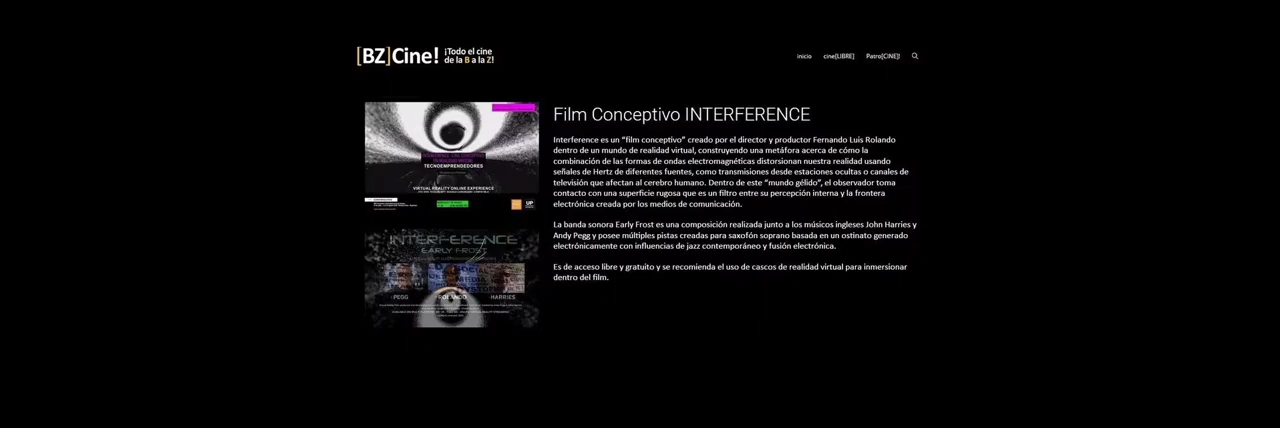 [BZ]Cine! ¡Todo el cine
de la B a la Z!
inicio cine[LIBRE] Patro[CINE]!
TECNOEMPRENDEDORES
VIRTUAL REALITY ONLINE EXPERIENCE
UP
INTERFERENCE
EARLY FROST
PEGG ROLANDO HARRIES
Film Conceptivo INTERFERENCE
Interference es un “film conceptivo” creado por el director y productor Fernando Luis Rolando
dentro de un mundo de realidad virtual, construyendo una metáfora acerca de cómo la
combinación de las formas de ondas electromagnéticas distorsionan nuestra realidad usando
señales de Hertz de diferentes fuentes, como transmisiones desde estaciones ocultas o canales de
televisión que afectan al cerebro humano. Dentro de este “mundo gélido”, el observador toma
contacto con una superficie rugosa que es un filtro entre su percepción interna y la frontera
electrónica creada por los medios de comunicación.
La banda sonora Early Frost es una composición realizada junto a los músicos ingleses John Harries y
Andy Pegg y posee múltiples pistas creadas para saxofón soprano basada en un ostinato generado
electrónicamente con influencias de jazz contemporáneo y fusión electrónica.
Es de acceso libre y gratuito y se recomienda el uso de cascos de realidad virtual para inmersionar
dentro del film.